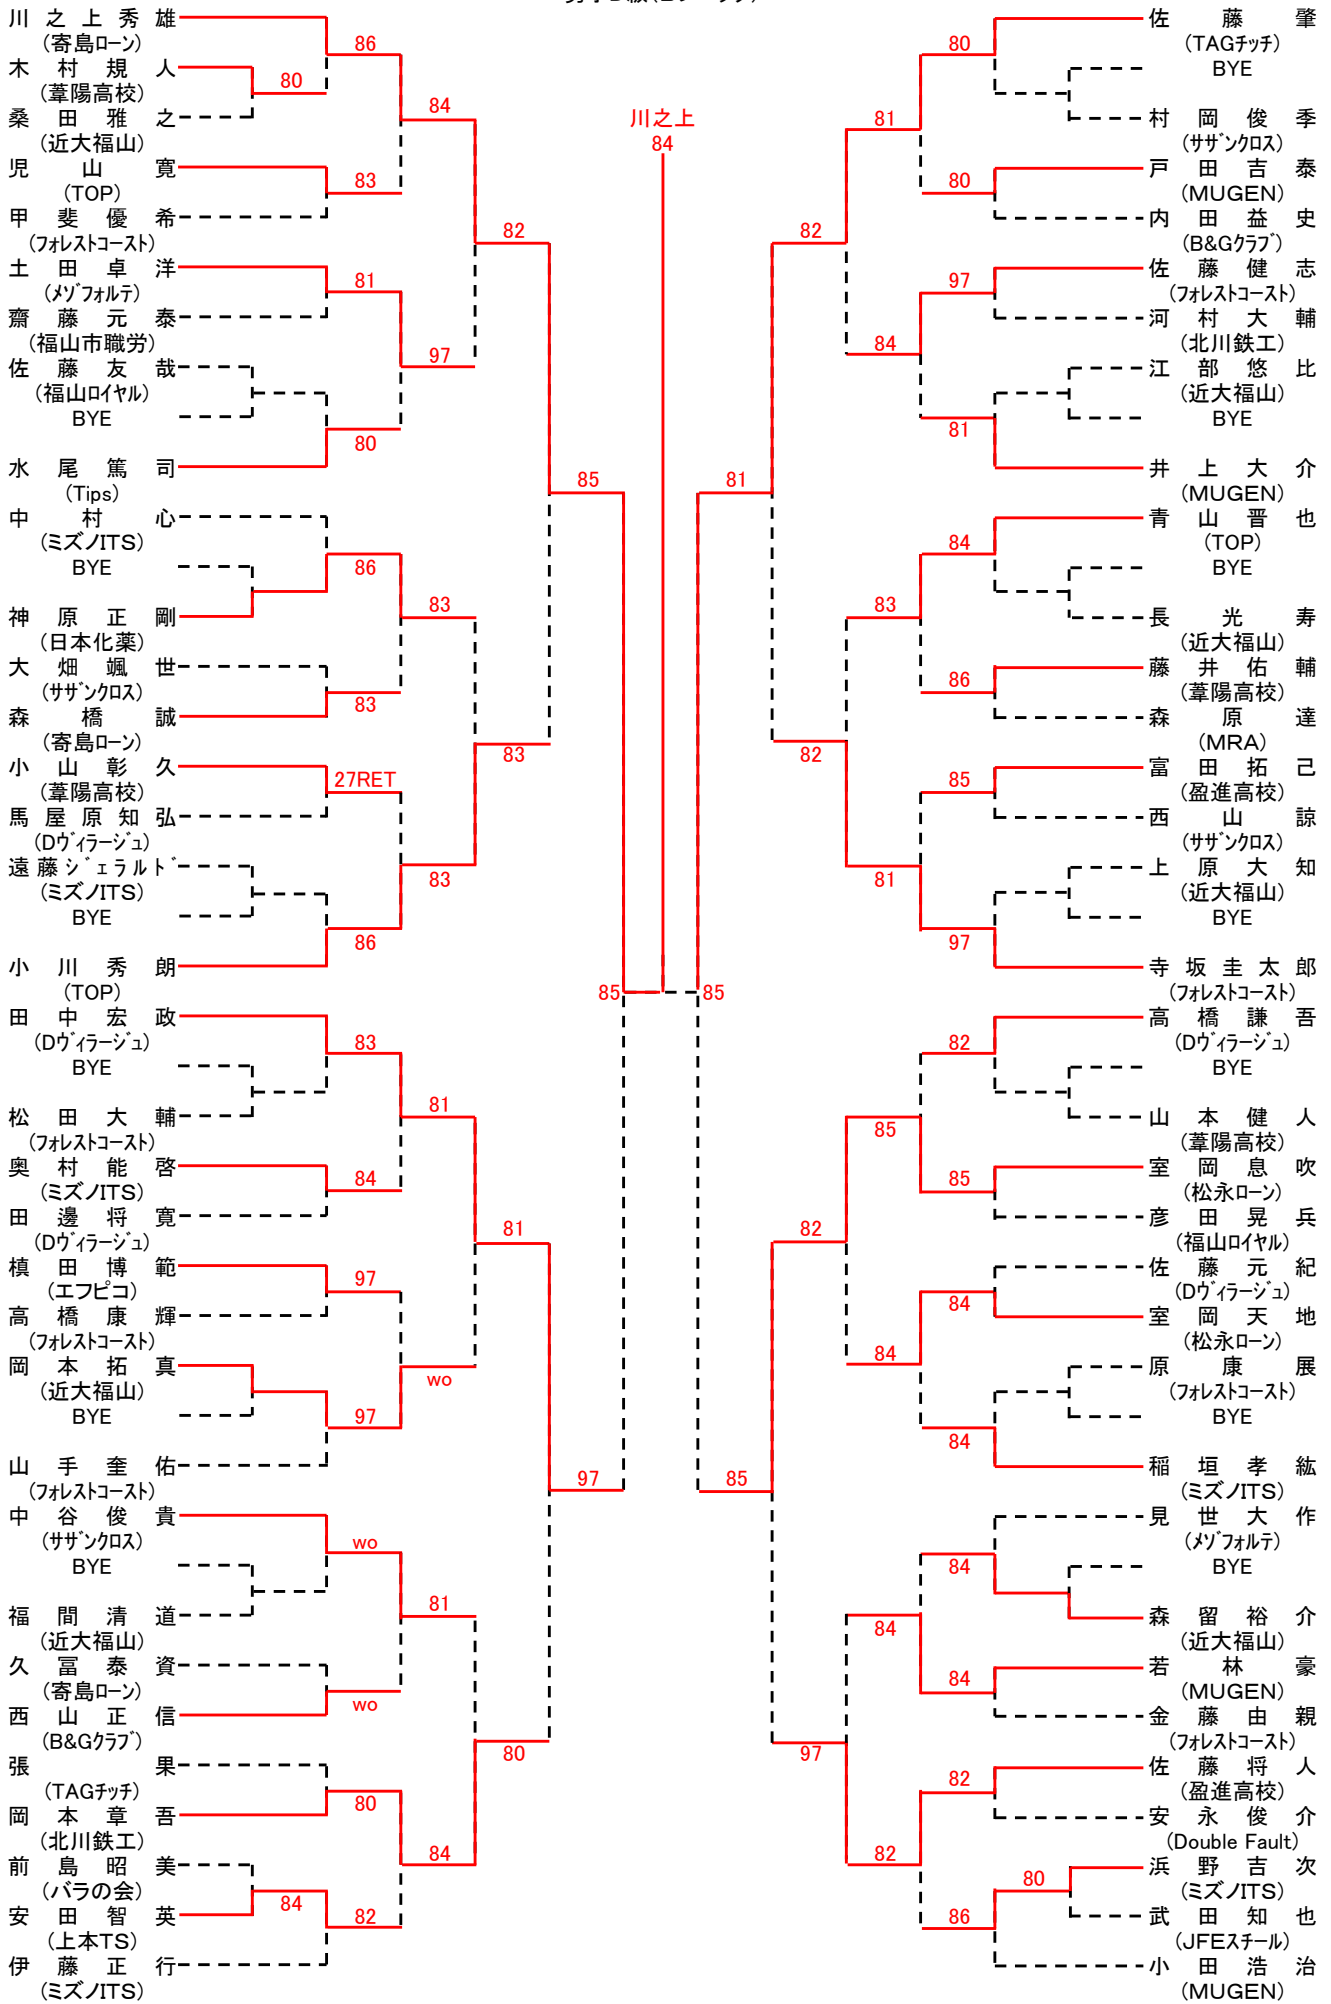 川之上秀雄
(寄島ローン)
86
木村規人
80
(葦陽高校)
84
桑田雅之
(近大福山)
児山寛
83
(TOP)
甲斐優希
82
(フォレストコースト)
土田卓洋
81
(メゾフォルテ)
齋藤元泰
(福山市職労)
97
佐藤友哉
(福山ロイヤル)
BYE
80
水尾篤司
85
(Tips)
中村心
(ミズノITS)
86
BYE
83
神原正剛
(日本化薬)
大畑颯世
(サザンクロス)
83
森橋誠
(寄島ローン)
83
小山彰久
27RET
(葦陽高校)
馬屋原知弘
(Dヴィラージュ)
遠藤ジェラルド
83
(ミズノITS)
BYE
86
小川秀朗
(TOP)
85
田中宏政
(Dヴィラージュ)
83
BYE
81
松田大輔
(フォレストコースト)
奥村能啓
84
(ミズノITS)
田邊将寛
81
(Dヴィラージュ)
槙田博範
97
(エフピコ)
高橋康輝
(フォレストコースト)
岡本拓真
wo
(近大福山)
BYE
97
山手奎佑
97
(フォレストコースト)
中谷俊貴
(サザンクロス)
wo
BYE
81
福間清道
(近大福山)
久冨泰資
(寄島ローン)
wo
西山正信
(B&Gクラブ)
80
張果
(TAGチッチ)
80
岡本章吾
(北川鉄工)
84
前島昭美
(バラの会)
84
安田智英
82
(上本TS)
伊藤正行
(ミズノITS)
川之上
84
佐藤肇
80
(TAGチッチ)
BYE
81
村岡俊季
(サザンクロス)
戸田吉泰
80
(MUGEN)
内田益史
82
(B&Gクラブ)
佐藤健志
97
(フォレストコースト)
河村大輔
84
(北川鉄工)
江部悠比
(近大福山)
BYE
81
井上大介
81
(MUGEN)
青山晋也
84
(TOP)
BYE
83
長光寿
(近大福山)
藤井佑輔
86
(葦陽高校)
森原達
(MRA)
82
富田拓己
85
(盈進高校)
西山諒
(サザンクロス)
上原大知
81
(近大福山)
BYE
97
寺坂圭太郎
(フォレストコースト)
85
高橋謙吾
82
(Dヴィラージュ)
BYE
85
山本健人
(葦陽高校)
室岡息吹
85
(松永ローン)
彦田晃兵
82
(福山ロイヤル)
佐藤元紀
(Dヴィラージュ)
84
室岡天地
(松永ローン)
84
原康展
(フォレストコースト)
BYE
84
稲垣孝紘
85
(ミズノITS)
見世大作
(メゾフォルテ)
84
BYE
森留裕介
84
(近大福山)
若林豪
84
(MUGEN)
金藤由親
(フォレストコースト)
97
佐藤将人
82
(盈進高校)
安永俊介
(Double Fault)
82
浜野吉次
80
(ミズノITS)
武田知也
86
(JFEスチール)
小田浩治
(MUGEN)